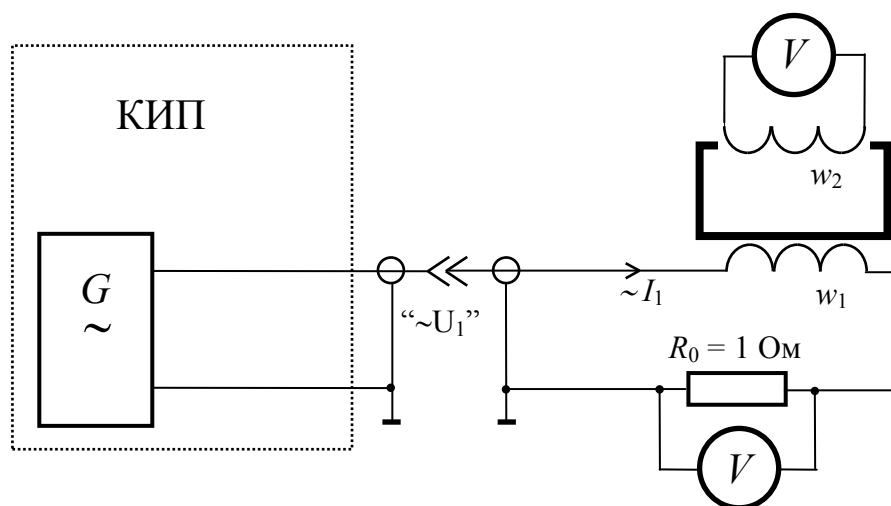 V
КИП
w₂
G
~
~I₁
w₁
“~U₁”
R₀ = 1 Ом
V